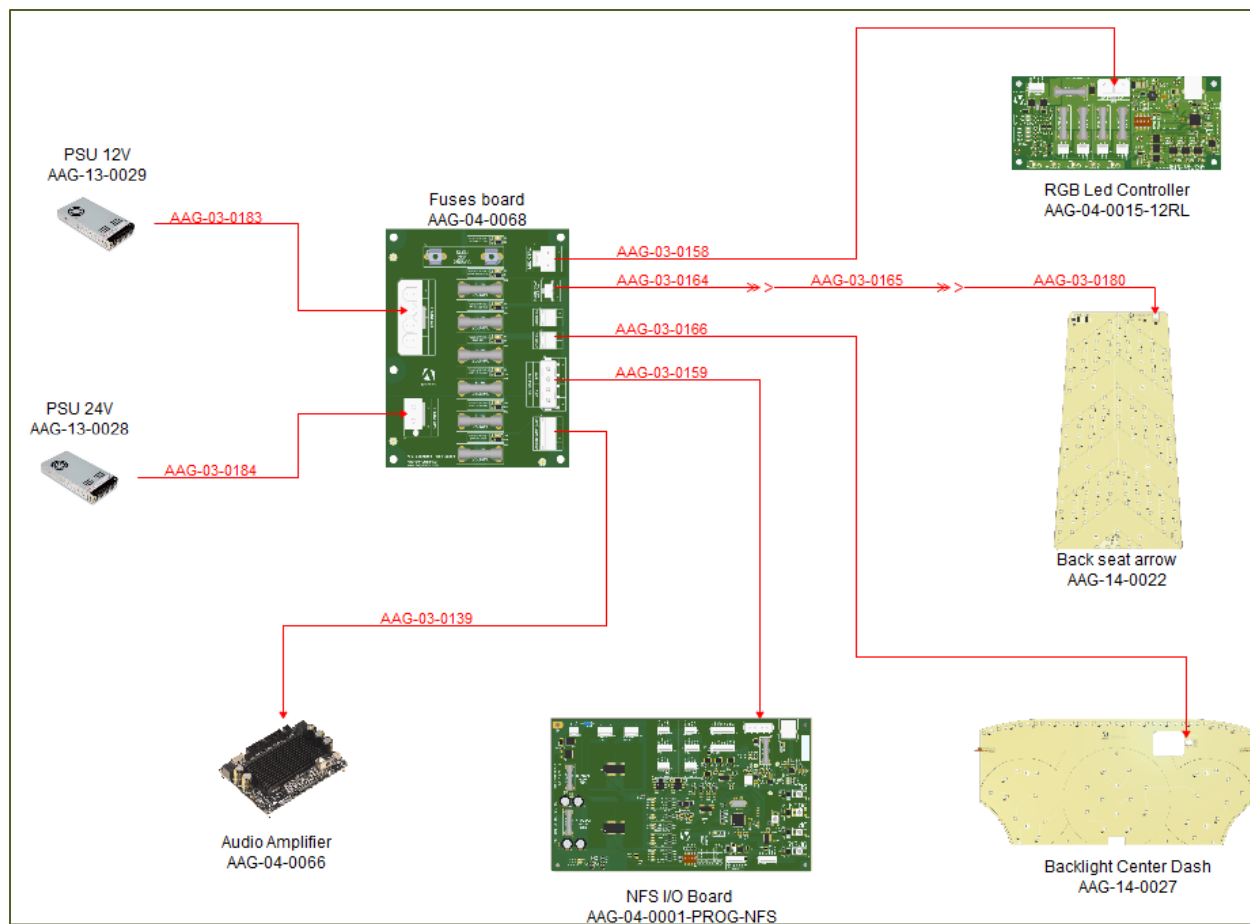 PSU 12V
AAG-13-0029
AAG-03-0183
Fuses board
AAG-04-0068
RGB Led Controller
AAG-04-0015-12RL
AAG-03-0158
AAG-03-0164
AAG-03-0165
AAG-03-0180
AAG-03-0166
AAG-03-0159
PSU 24V
AAG-13-0028
AAG-03-0184
Back seat arrow
AAG-14-0022
AAG-03-0139
Audio Amplifier
AAG-04-0066
NFS I/O Board
AAG-04-0001-PROG-NFS
Backlight Center Dash
AAG-14-0027